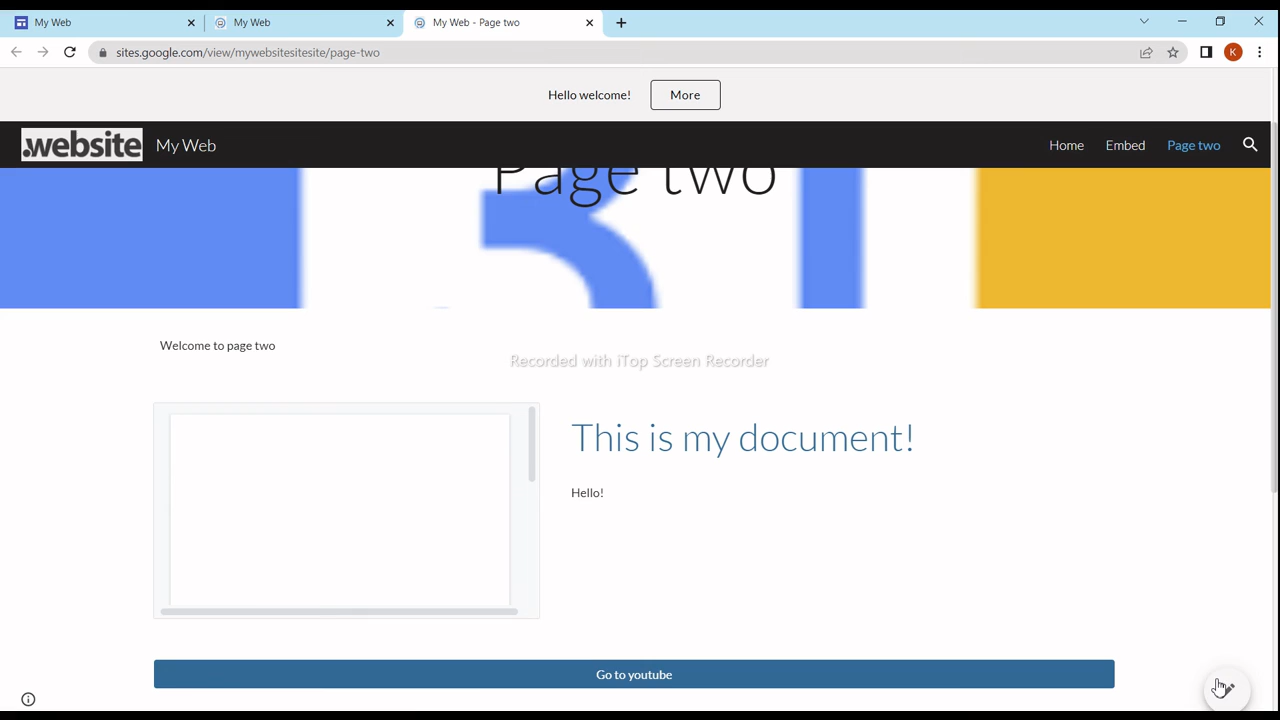 My Web
My Web
My Web - Page two
sites.google.com/view/mywebsitesitesite/page-two
K
Hello welcome!
More
.website
My Web
Home
Embed
Page two
Page two
31
Welcome to page two
Recorded with iTop Screen Recorder
This is my document!
Hello!
Go to youtube